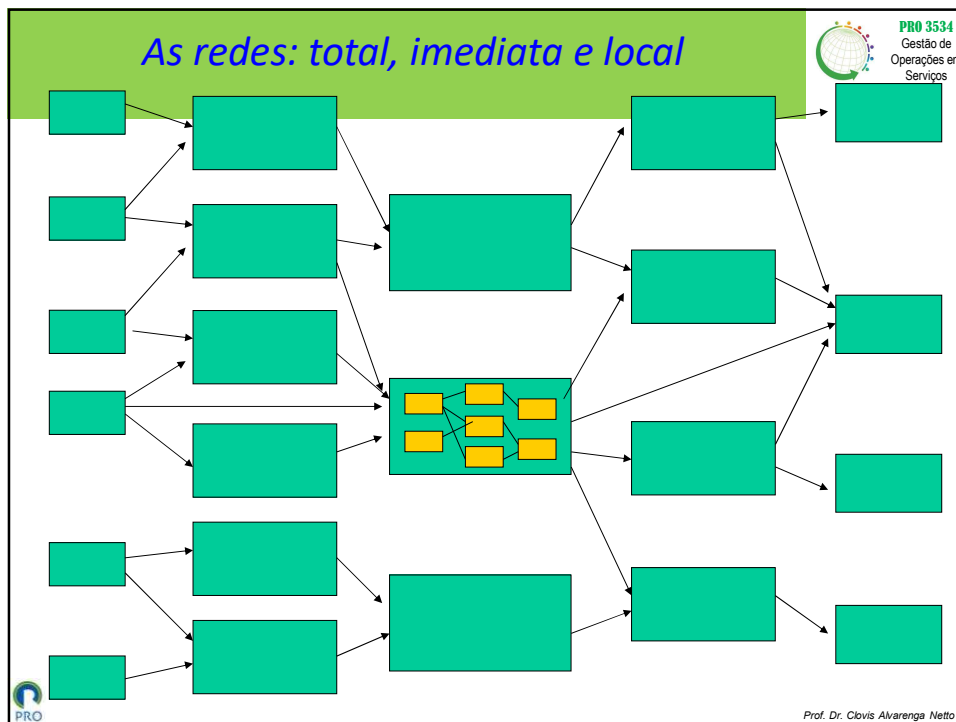 As redes: total, imediata e local
PRO 3534
Gestão de
Operações em
Serviços
PRO
Prof. Dr. Clovis Alvarenga Netto